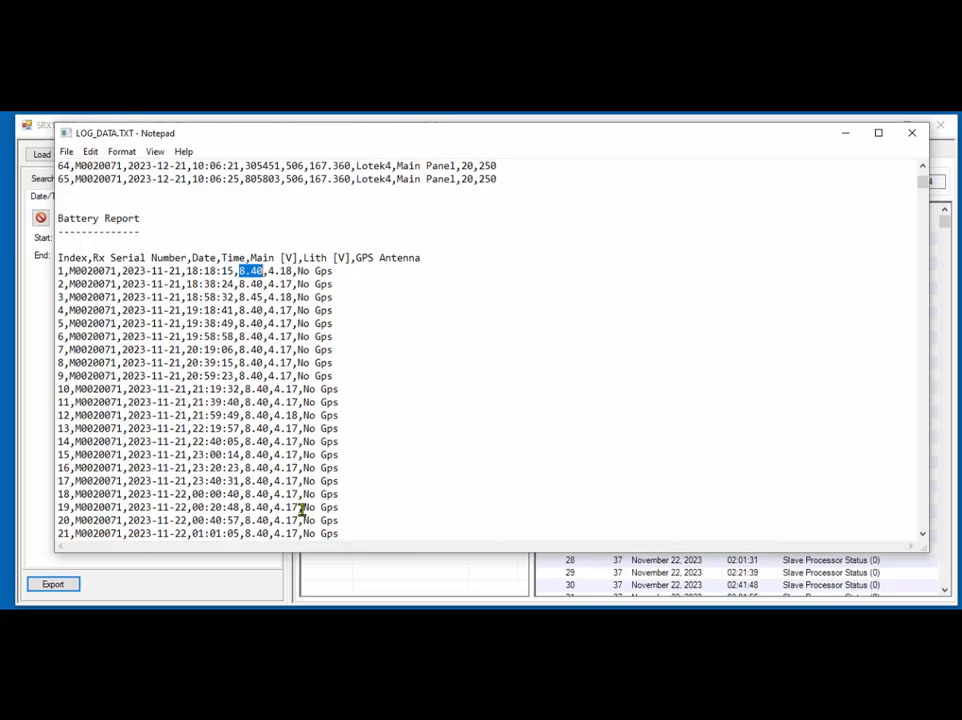 SRX
LOG_DATA.TXT - Notepad
File Edit Format View Help
Load
Search
Date/T
Start:
End:
Export
64,M0020071,2023-12-21,10:06:21,305451,506,167.360,Lotek4,Main Panel,20,250
65,M0020071,2023-12-21,10:06:25,805803,506,167.360,Lotek4,Main Panel,20,250
Battery Report
--------------
Index,Rx Serial Number,Date,Time,Main [V],Lith [V],GPS Antenna
1,M0020071,2023-11-21,18:18:15,8.40,4.18,No Gps
2,M0020071,2023-11-21,18:38:24,8.40,4.17,No Gps
3,M0020071,2023-11-21,18:58:32,8.45,4.18,No Gps
4,M0020071,2023-11-21,19:18:41,8.40,4.17,No Gps
5,M0020071,2023-11-21,19:38:49,8.40,4.17,No Gps
6,M0020071,2023-11-21,19:58:58,8.40,4.17,No Gps
7,M0020071,2023-11-21,20:19:06,8.40,4.17,No Gps
8,M0020071,2023-11-21,20:39:15,8.40,4.17,No Gps
9,M0020071,2023-11-21,20:59:23,8.40,4.17,No Gps
10,M0020071,2023-11-21,21:19:32,8.40,4.17,No Gps
11,M0020071,2023-11-21,21:39:40,8.40,4.17,No Gps
12,M0020071,2023-11-21,21:59:49,8.40,4.18,No Gps
13,M0020071,2023-11-21,22:19:57,8.40,4.17,No Gps
14,M0020071,2023-11-21,22:40:05,8.40,4.17,No Gps
15,M0020071,2023-11-21,23:00:14,8.40,4.17,No Gps
16,M0020071,2023-11-21,23:20:23,8.40,4.17,No Gps
17,M0020071,2023-11-21,23:40:31,8.40,4.17,No Gps
18,M0020071,2023-11-22,00:00:40,8.40,4.17,No Gps
19,M0020071,2023-11-22,00:20:48,8.40,4.17,No Gps
20,M0020071,2023-11-22,00:40:57,8.40,4.17,No Gps
21,M0020071,2023-11-22,01:01:05,8.40,4.17,No Gps
4
28 37 November 22, 2023 02:01:31 Slave Processor Status (0)
29 37 November 22, 2023 02:21:39 Slave Processor Status (0)
30 37 November 22, 2023 02:41:48 Slave Processor Status (0)